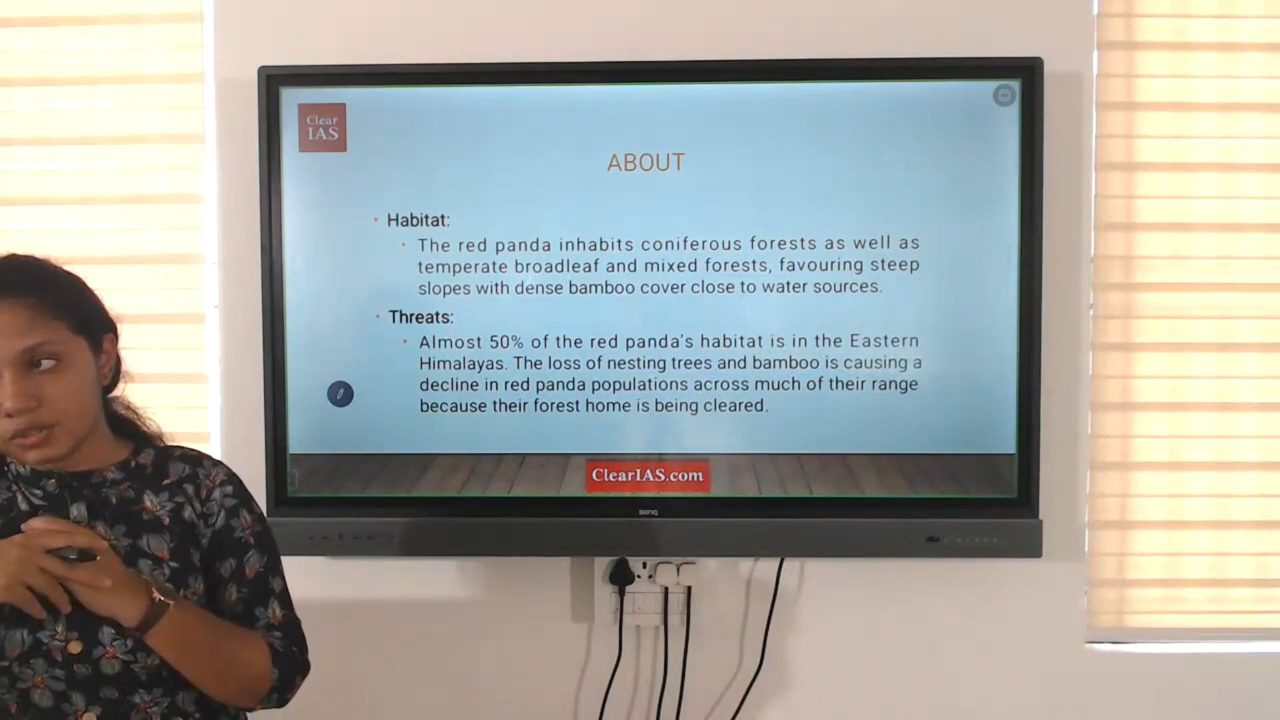 Clear
IAS
ABOUT
• Habitat:
• The red panda inhabits coniferous forests as well as
temperate broadleaf and mixed forests, favouring steep
slopes with dense bamboo cover close to water sources.
• Threats:
• Almost 50% of the red panda's habitat is in the Eastern
Himalayas. The loss of nesting trees and bamboo is causing a
decline in red panda populations across much of their range
because their forest home is being cleared.
ClearIAS.com
BenQ